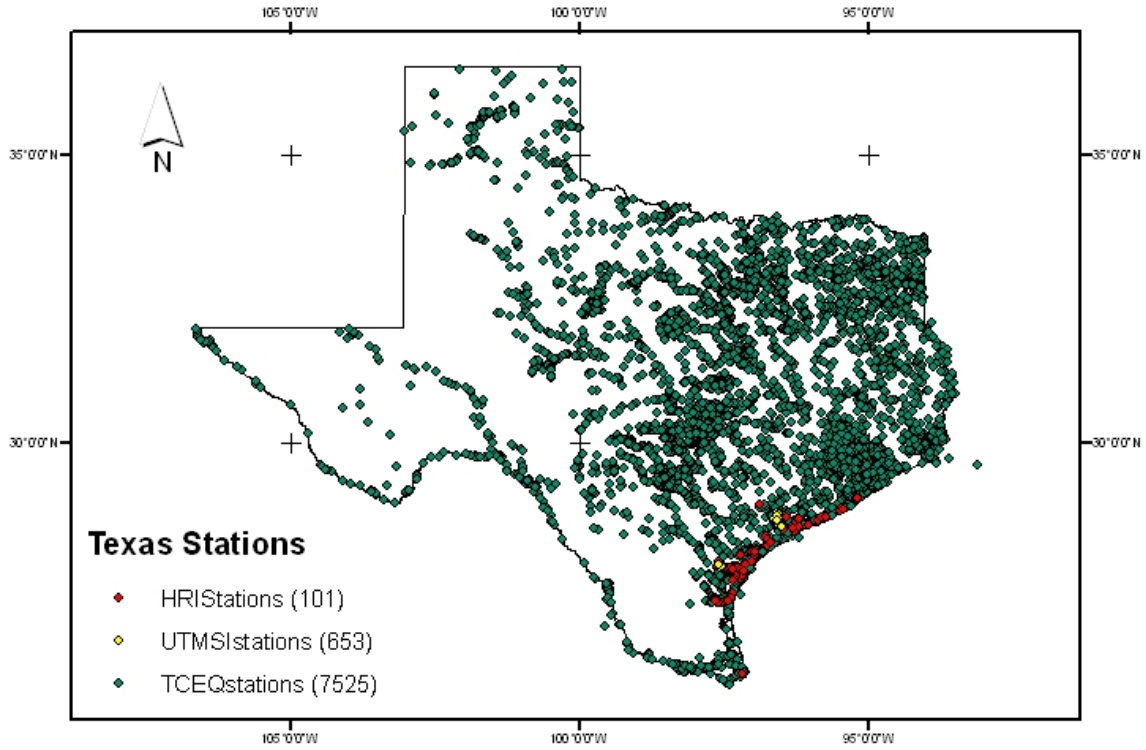 105°0'0"W 100°0'0"W 95°0'0"W
N
35°0'0"N 35°0'0"N
30°0'0"N 30°0'0"N
Texas Stations
HRIStations (101)
UTMSIstations (653)
TCEQstations (7525)
105°0'0"W 100°0'0"W 95°0'0"W